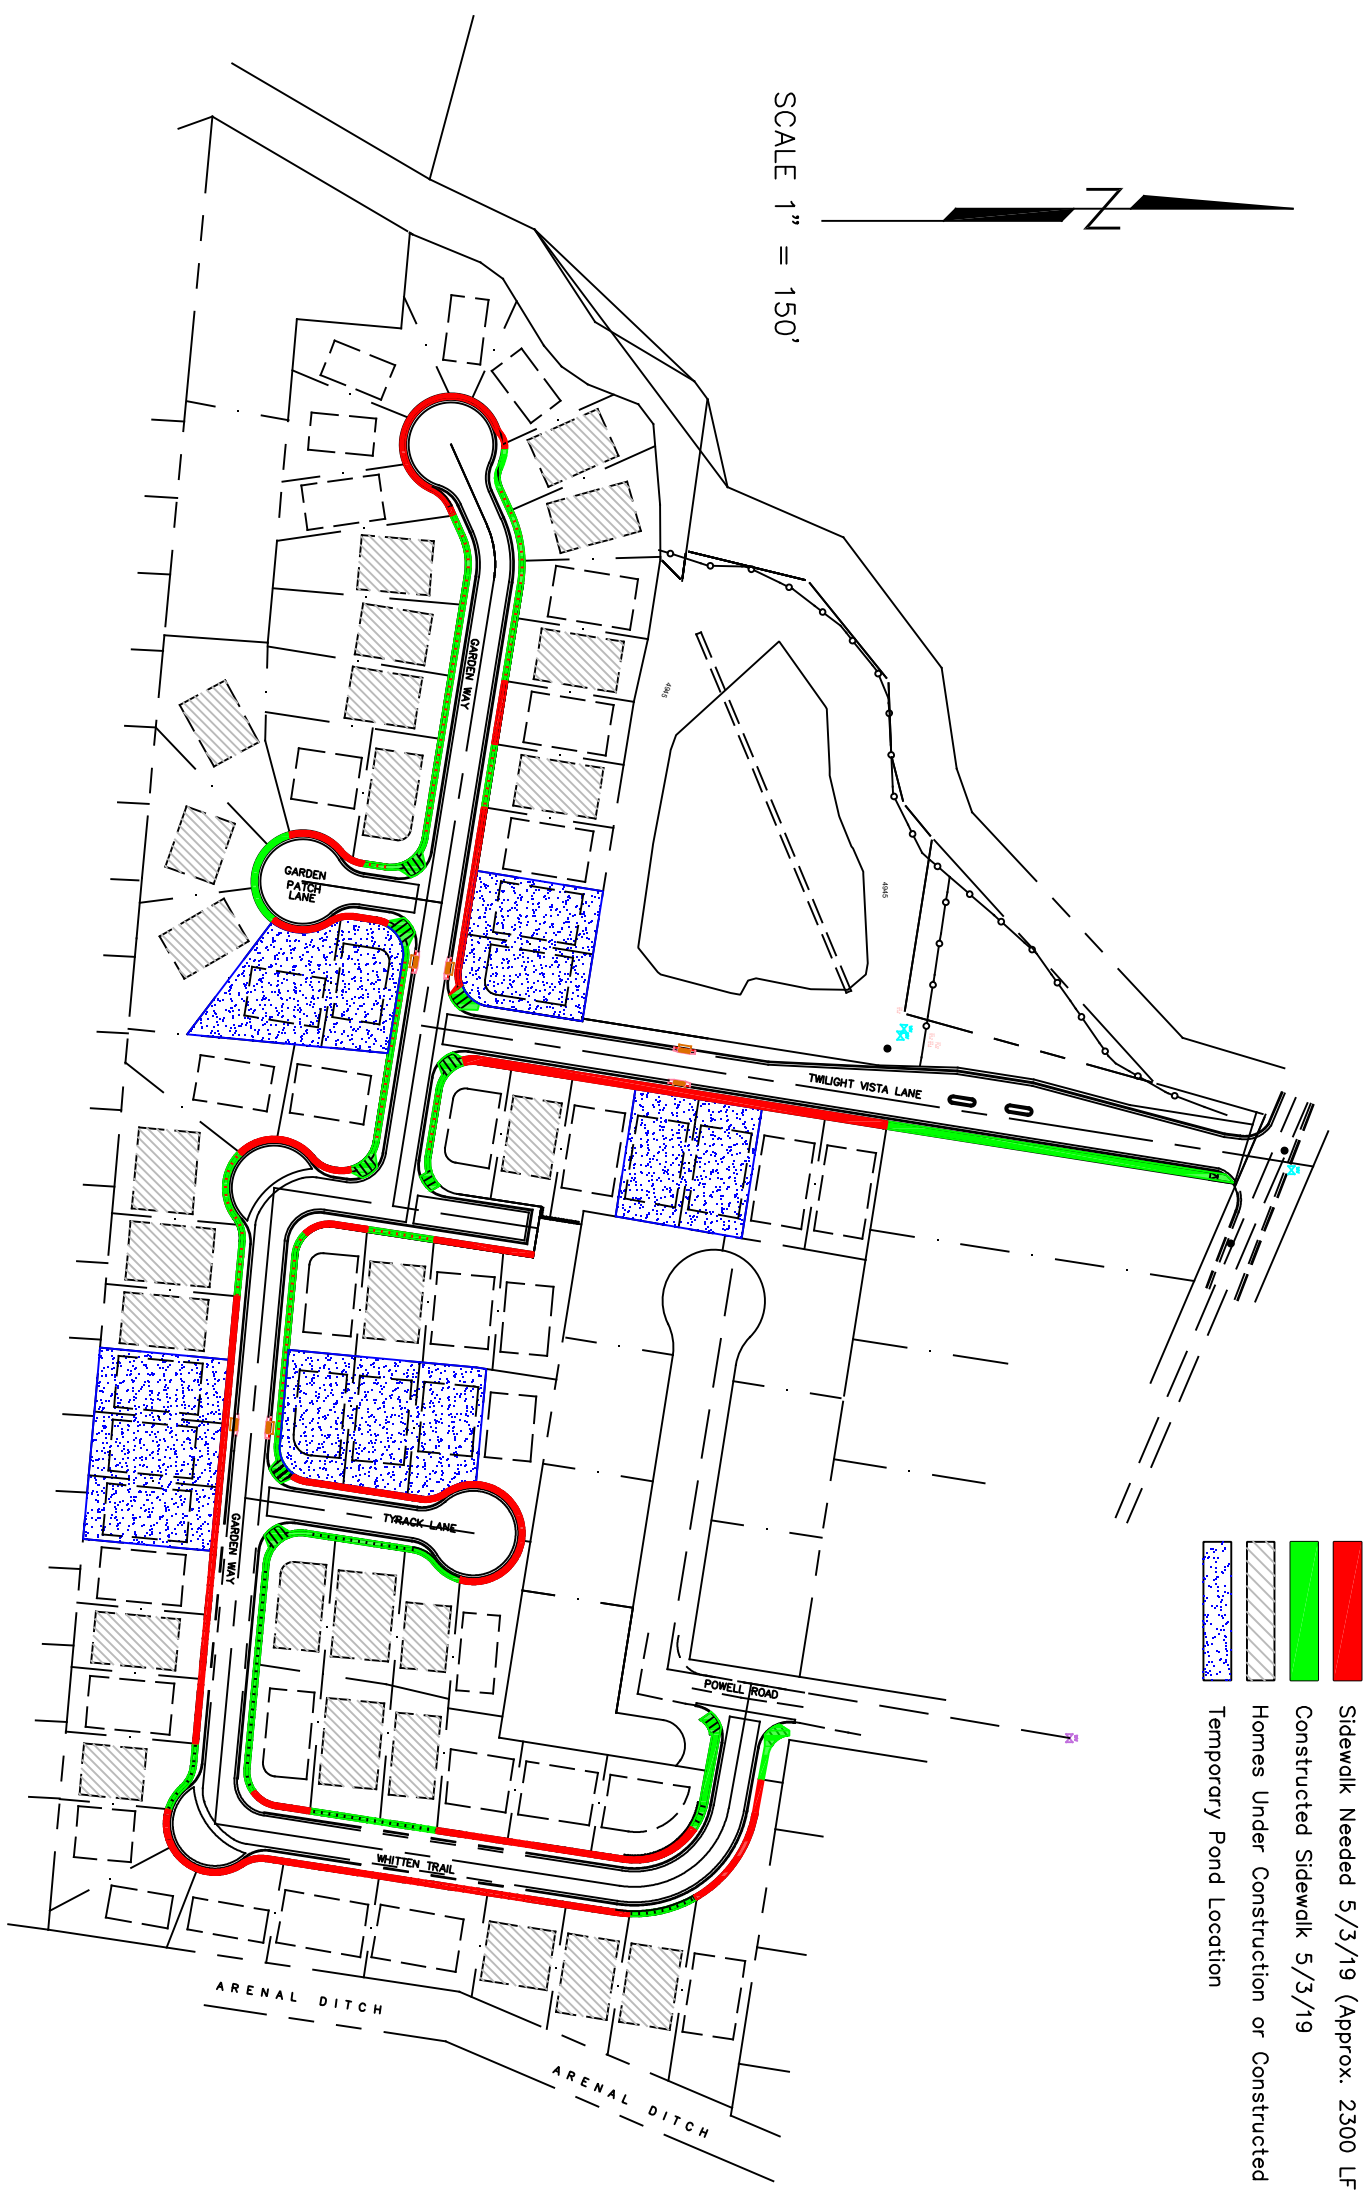 SCALE 1" = 150'
N
Sidewalk Needed 5/3/19 (Approx. 2300 LF
Constructed Sidewalk 5/3/19
Homes Under Construction or Constructed
Temporary Pond Location
GARDEN WAY
GARDEN
PATCH
LANE
4945
4945
TWILIGHT VISTA LANE
TYRACK LANE
GARDEN WAY
POWELL ROAD
WHITTEN TRAIL
ARENAL DITCH
ARENAL DITCH